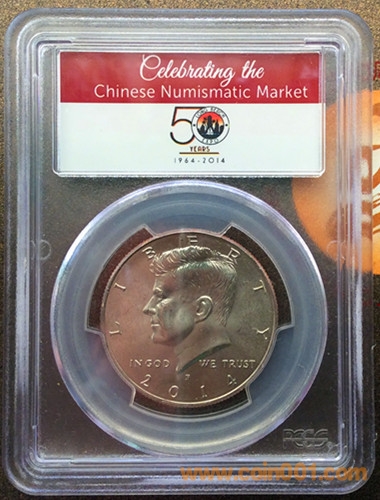 Celebrating the
Chinese Numismatic Market
50
YEARS
1964-2014
LIBERTY
IN GOD WE TRUST
P
2014
PCGS
www.coin001.com